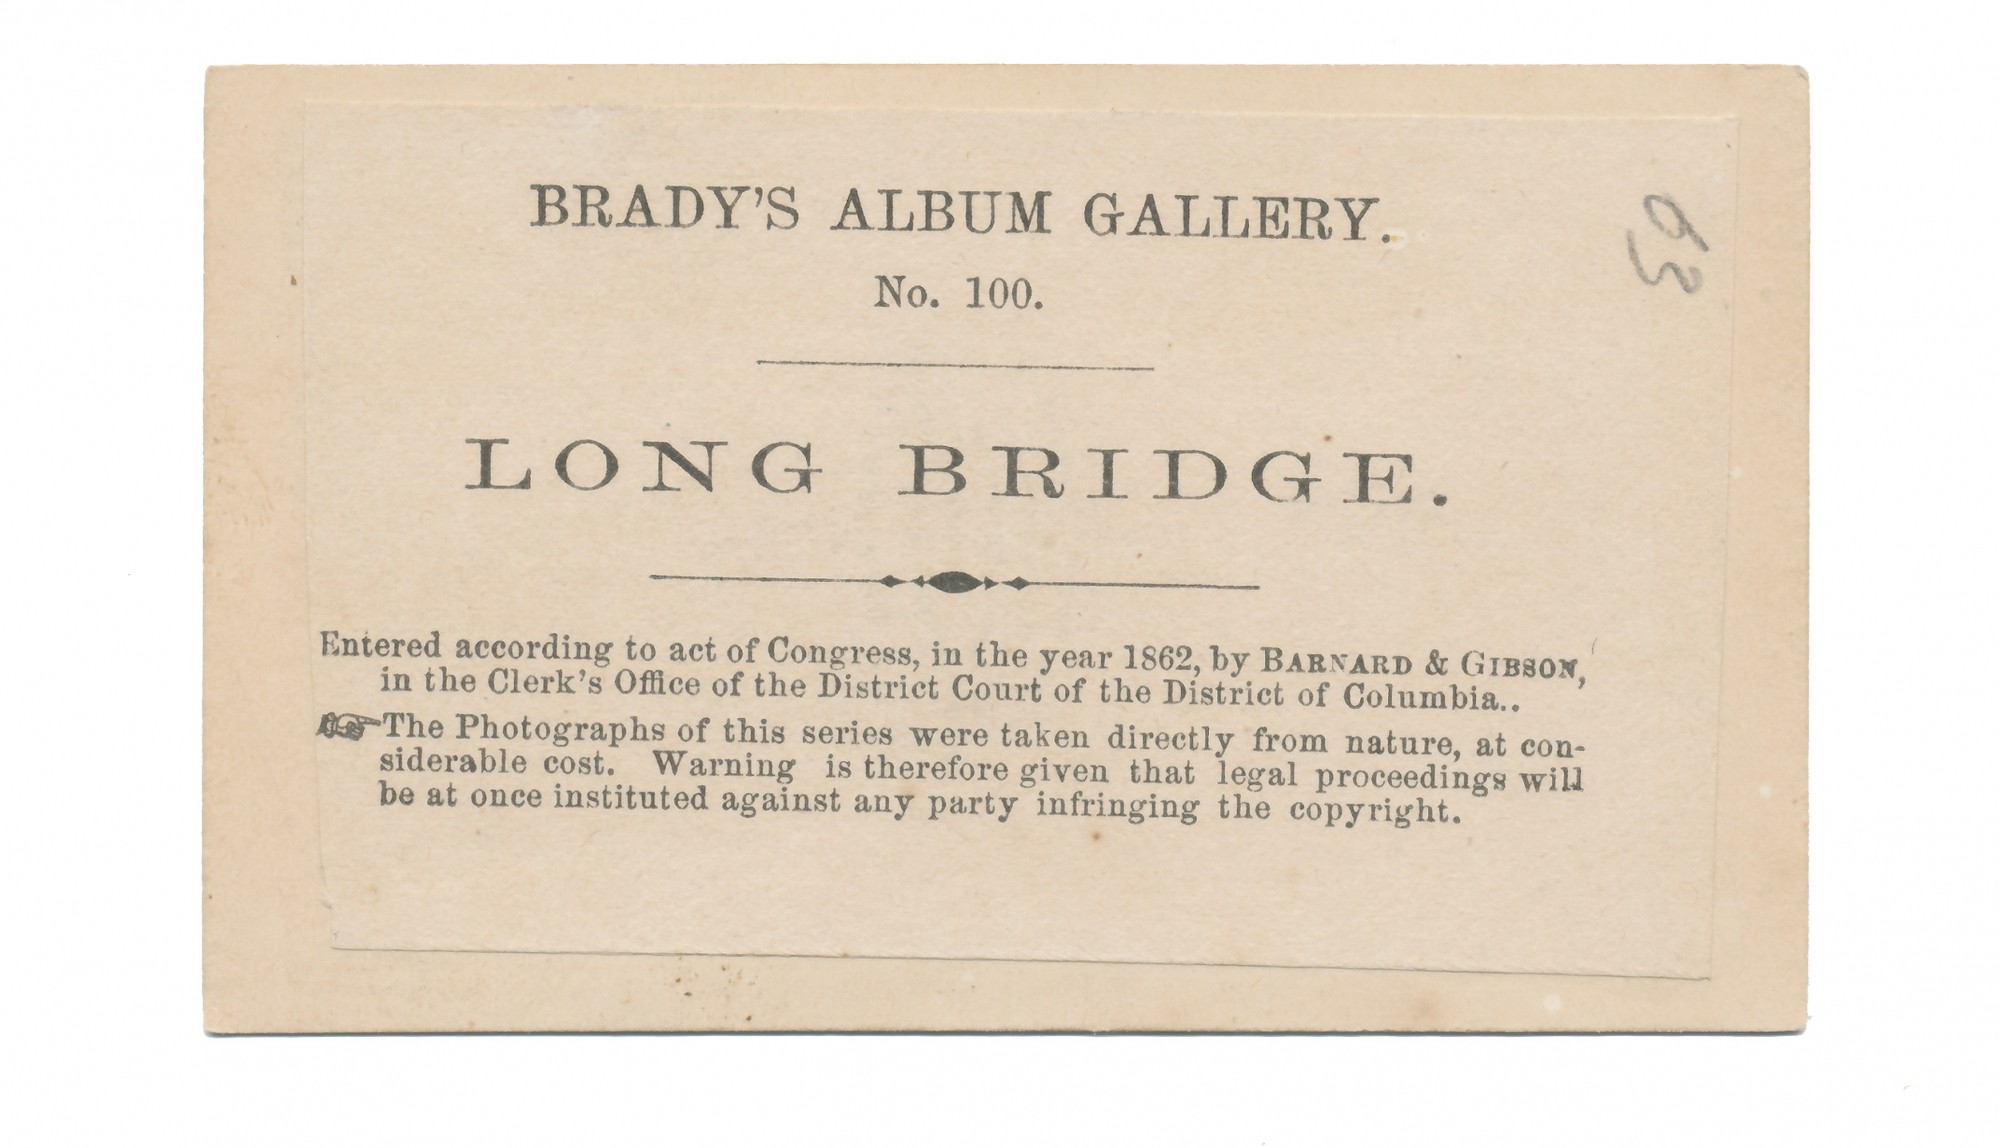 BRADY'S ALBUM GALLERY.
No. 100.
LONG BRIDGE.
Entered according to act of Congress, in the year 1862, by BARNARD & GIBSON,
in the Clerk's Office of the District Court of the District of Columbia..
☞The Photographs of this series were taken directly from nature, at con-
siderable cost. Warning is therefore given that legal proceedings will
be at once instituted against any party infringing the copyright.
63